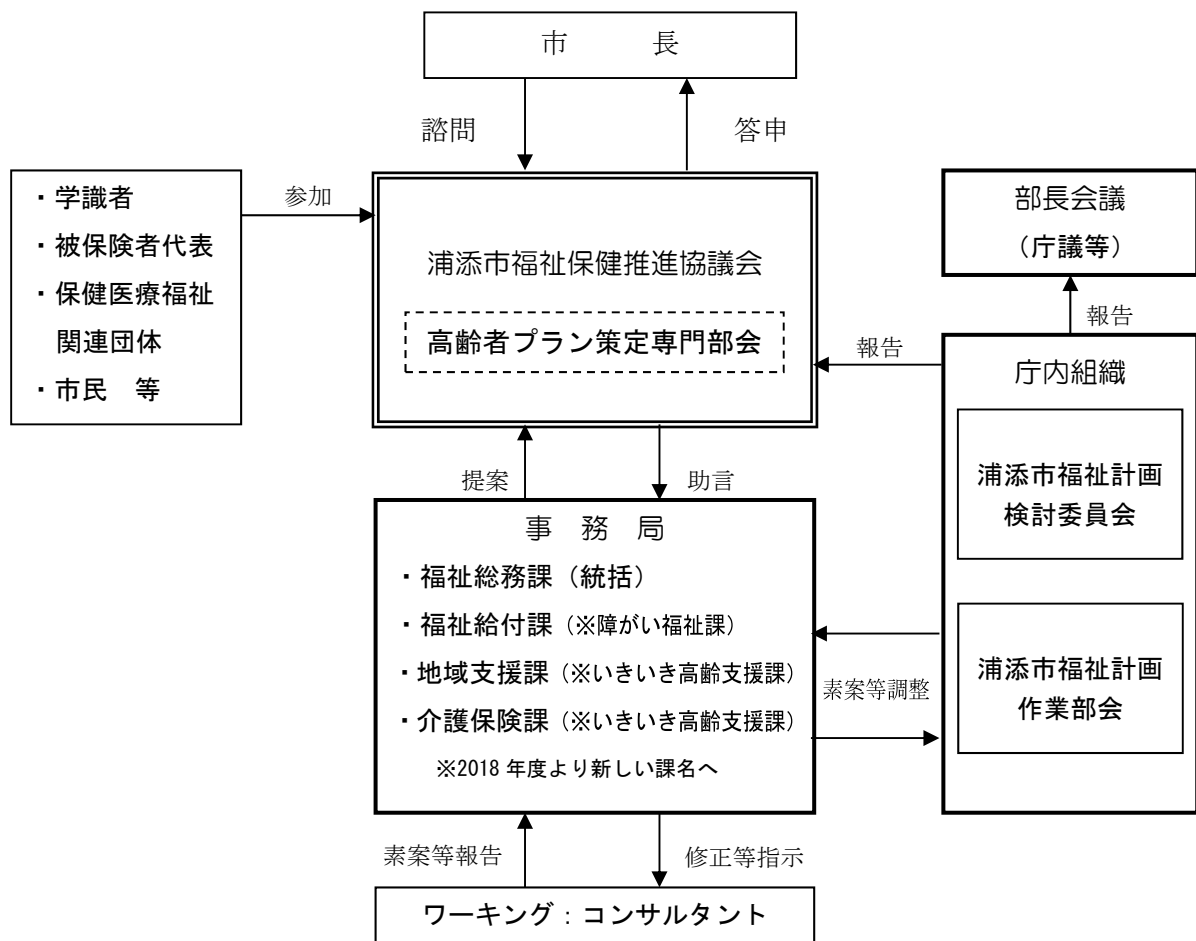 市　　長
諮問
答申
・学識者
・被保険者代表
・保健医療福祉
関連団体
・市民　等
参加
浦添市福祉保健推進協議会
高齢者プラン策定専門部会
部長会議
（庁議等）
報告
報告
庁内組織
浦添市福祉計画
検討委員会
浦添市福祉計画
作業部会
提案
助言
事　務　局
・福祉総務課（統括）
・福祉給付課（※障がい福祉課）
・地域支援課（※いきいき高齢支援課）
・介護保険課（※いきいき高齢支援課）
※2018 年度より新しい課名へ
素案等調整
素案等報告
修正等指示
ワーキング：コンサルタント